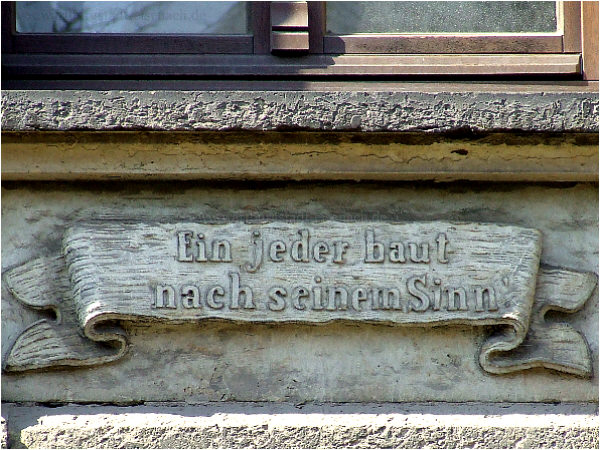 Ein jeder baut
nach seinem Sinn'